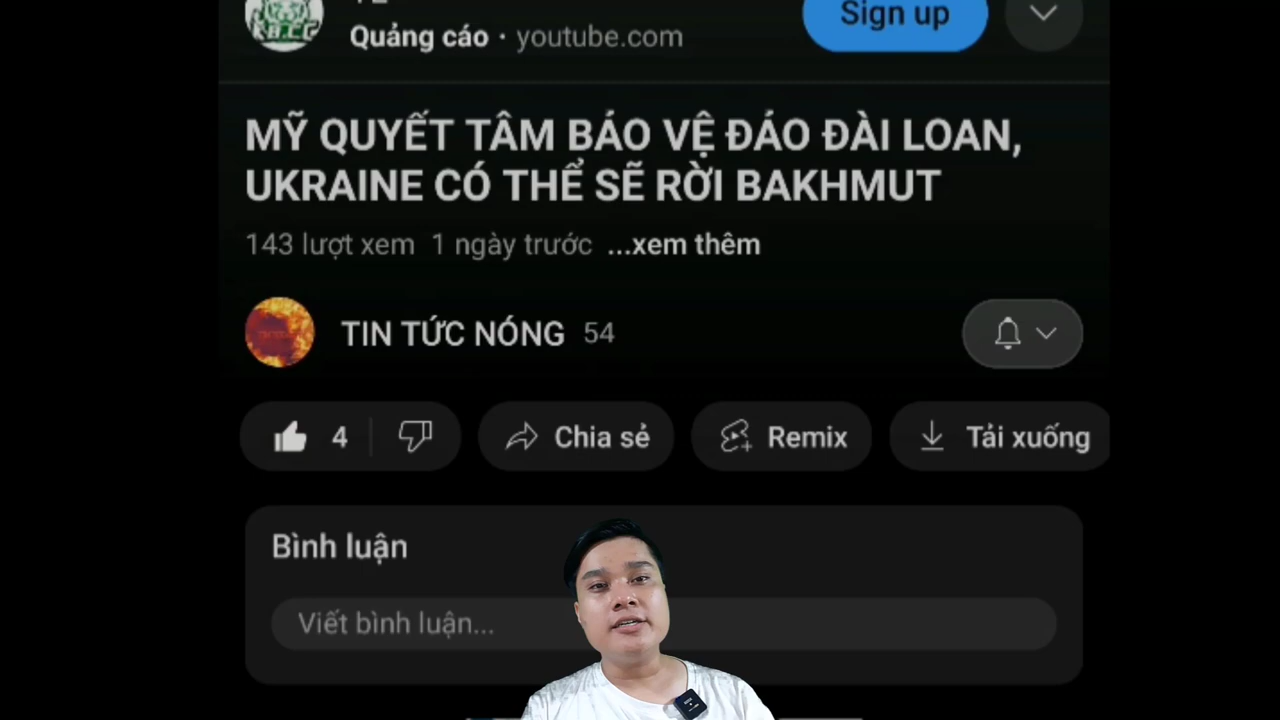 Sign up
Quảng cáo · youtube.com
MỸ QUYẾT TÂM BẢO VỆ ĐẢO ĐÀI LOAN,
UKRAINE CÓ THỂ SẼ RỜI BAKHMUT
143 lượt xem 1 ngày trước ...xem thêm
TIN TỨC NÓNG 54
4 Chia sẻ Remix Tải xuống
Bình luận
Viết bình luận...